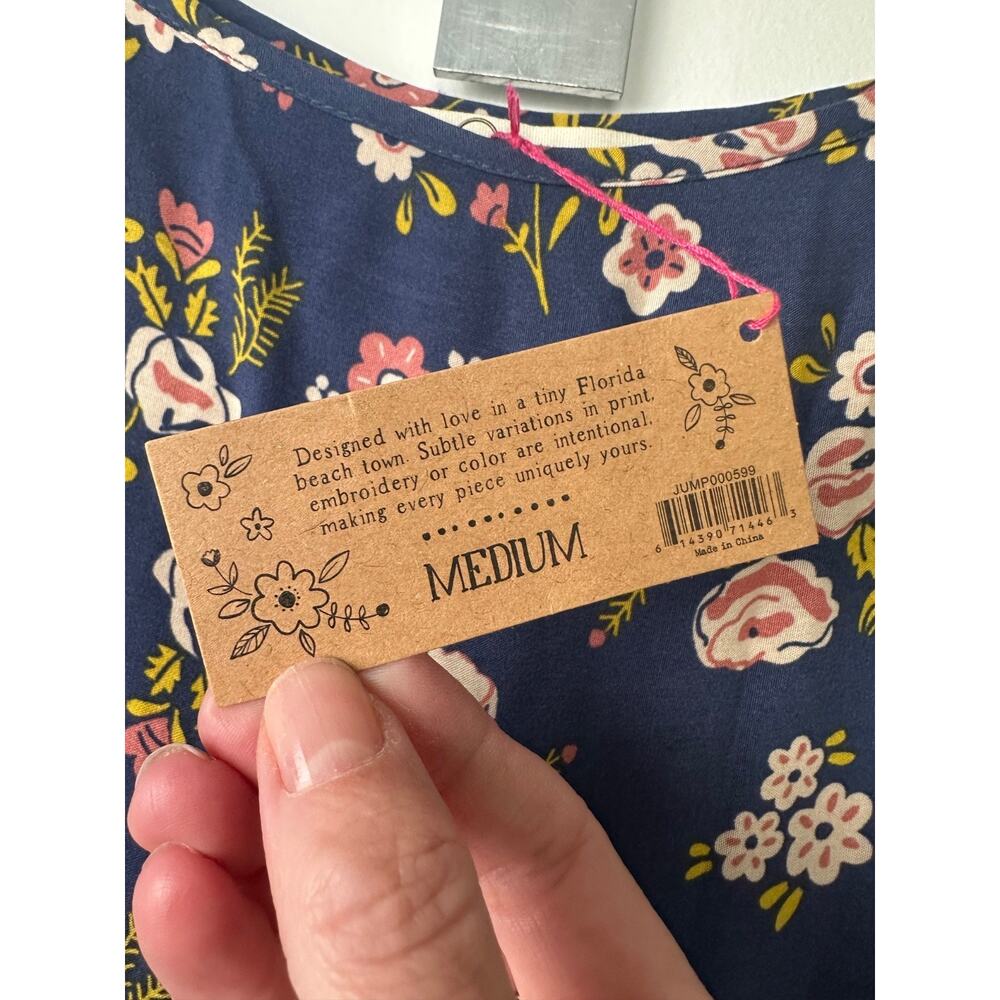 Designed with love in a tiny Florida
beach town. Subtle variations in print,
embroidery or color are intentional,
making every piece uniquely yours.
MEDIUM
JUMP000599
6 14390 71446 3
Made in China